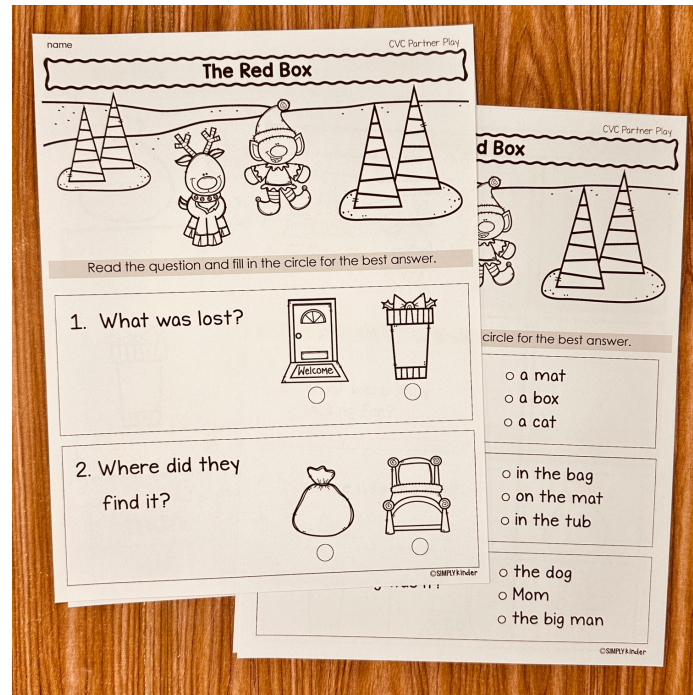 name
CVC Partner Play
The Red Box
Read the question and fill in the circle for the best answer.
1. What was lost?
Welcome
2. Where did they
find it?
©SIMPLYkinder
CVC Partner Play
d Box
circle for the best answer.
a mat
a box
a cat
in the bag
on the mat
in the tub
the dog
Mom
the big man
©SIMPLYkinder